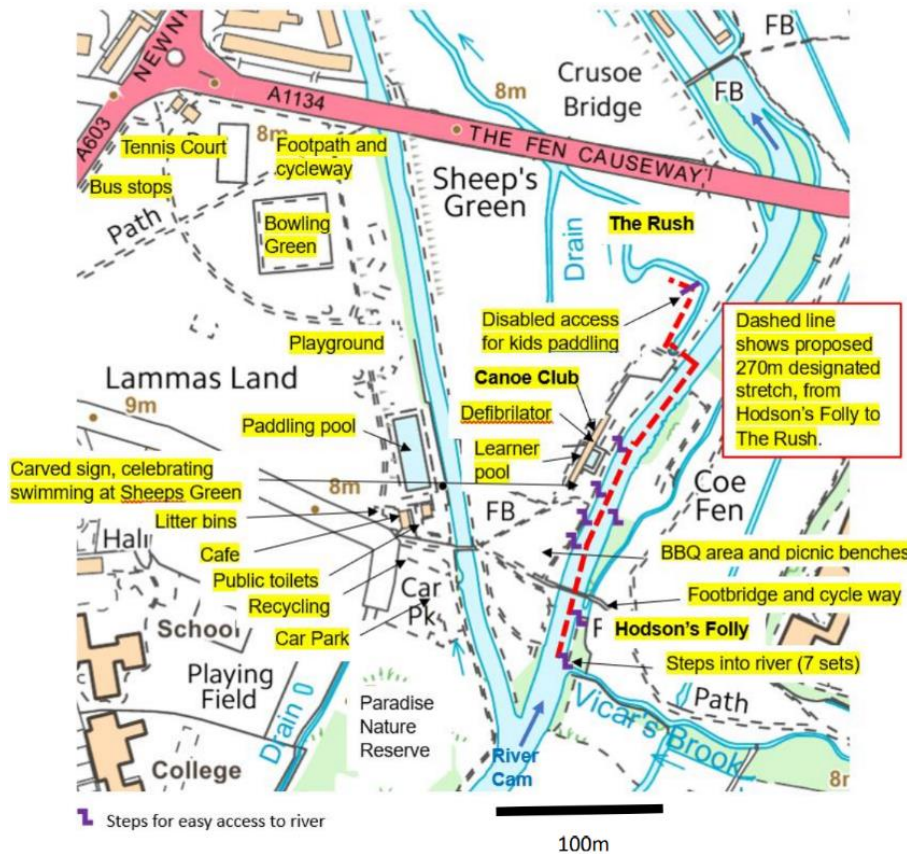 NEWN
A603
A1134
THE FEN CAUSEWAY
8m
8m
FB
FB
Crusoe
Bridge
Tennis Court
Bus stops
Path
Footpath and
cycleway
Bowling
Green
Sheep's
Green
Drain
The Rush
Disabled access
for kids paddling
Dashed line
shows proposed
270m designated
stretch, from
Hodson's Folly to
The Rush.
Playground
Lammas Land
9m
Canoe Club
Defibrilator
Learner
pool
Paddling pool
Carved sign, celebrating
swimming at Sheeps Green
8m
Litter bins
Hall
Cafe
Public toilets
Recycling
Car Park
Car
Pk
School
FB
Coe
Fen
BBQ area and picnic benches
Footbridge and cycle way
F
Hodson's Folly
Steps into river (7 sets)
Playing
Field
Drain
Paradise
Nature
Reserve
Path
Vicar's Brook
River
Cam
College
8m
Steps for easy access to river
100m